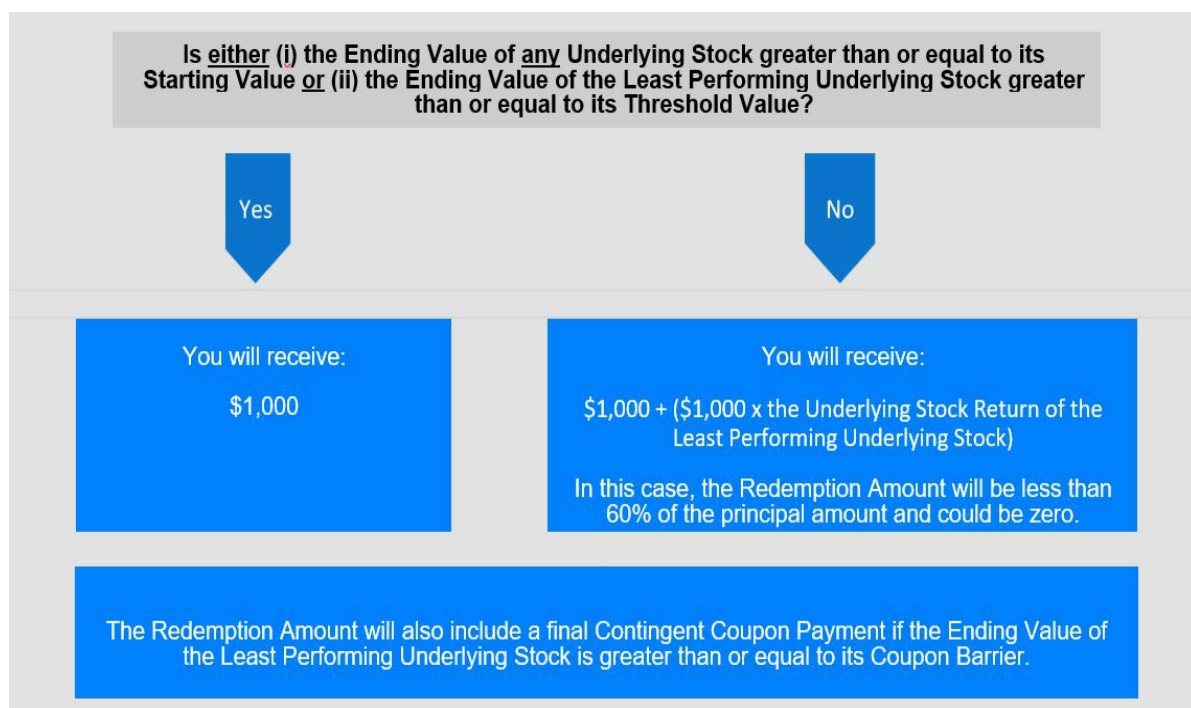 Is either (i) the Ending Value of any Underlying Stock greater than or equal to its
Starting Value or (ii) the Ending Value of the Least Performing Underlying Stock greater
than or equal to its Threshold Value?
Yes
No
You will receive:
$1,000
You will receive:
$1,000 + ($1,000 x the Underlying Stock Return of the
Least Performing Underlying Stock)
In this case, the Redemption Amount will be less than
60% of the principal amount and could be zero.
The Redemption Amount will also include a final Contingent Coupon Payment if the Ending Value of
the Least Performing Underlying Stock is greater than or equal to its Coupon Barrier.